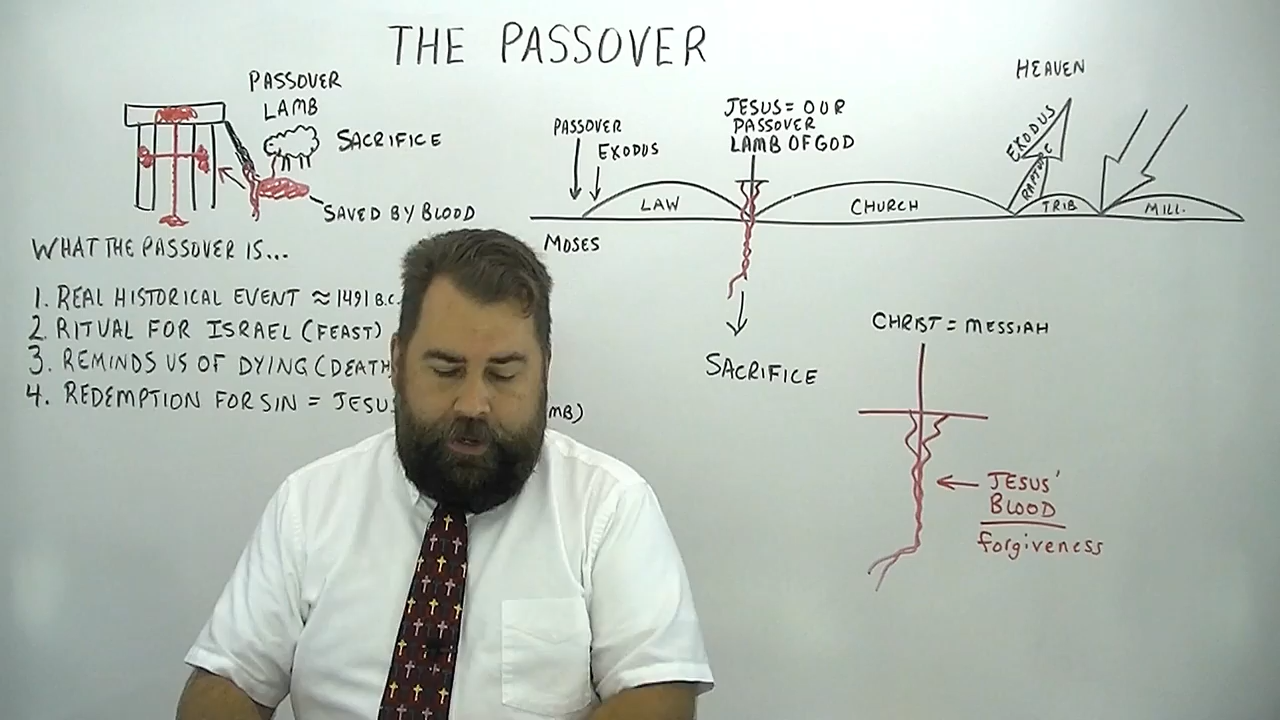 THE PASSOVER
PASSOVER
LAMB
SACRIFICE
SAVED BY BLOOD
WHAT THE PASSOVER IS...
1. REAL HISTORICAL EVENT ≈ 1491 B.C.
2. RITUAL FOR ISRAEL (FEAST)
3. REMINDS US OF DYING (DEATH
4. REDEMPTION FOR SIN = JESUS
PASSOVER
EXODUS
JESUS = OUR
PASSOVER
LAMB OF GOD
HEAVEN
EXODUS
RAPTURE
LAW
CHURCH
TRIB
MILL.
MOSES
SACRIFICE
CHRIST = MESSIAH
JESUS'
BLOOD
forgiveness